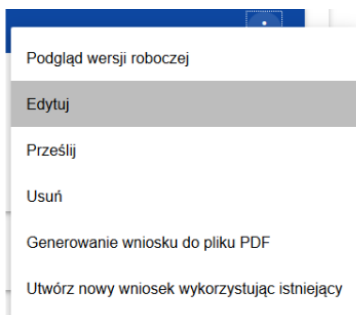 Podgląd wersji roboczej
Edytuj
Prześlij
Usuń
Generowanie wniosku do pliku PDF
Utwórz nowy wniosek wykorzystując istniejący